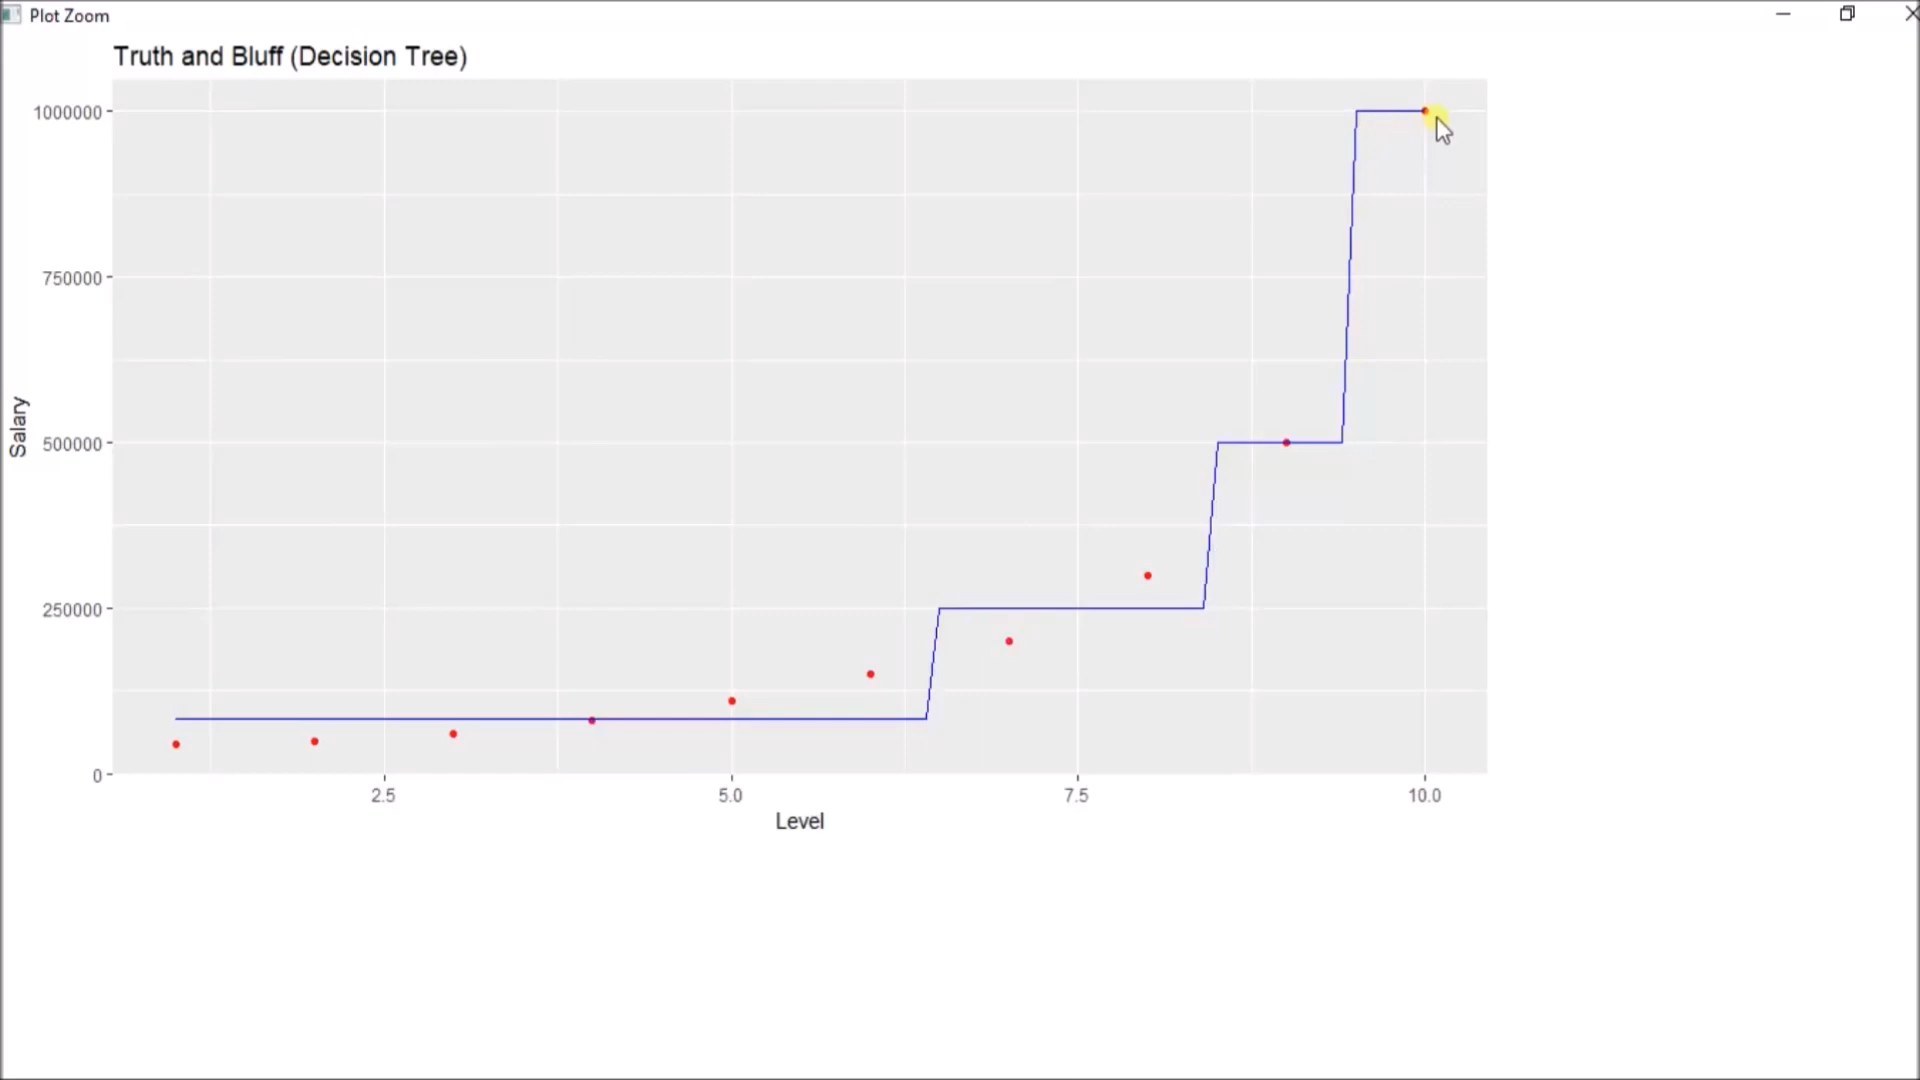 Plot Zoom
Truth and Bluff (Decision Tree)
1000000
750000
500000
250000
0
Salary
2.5 5.0 7.5 10.0
Level